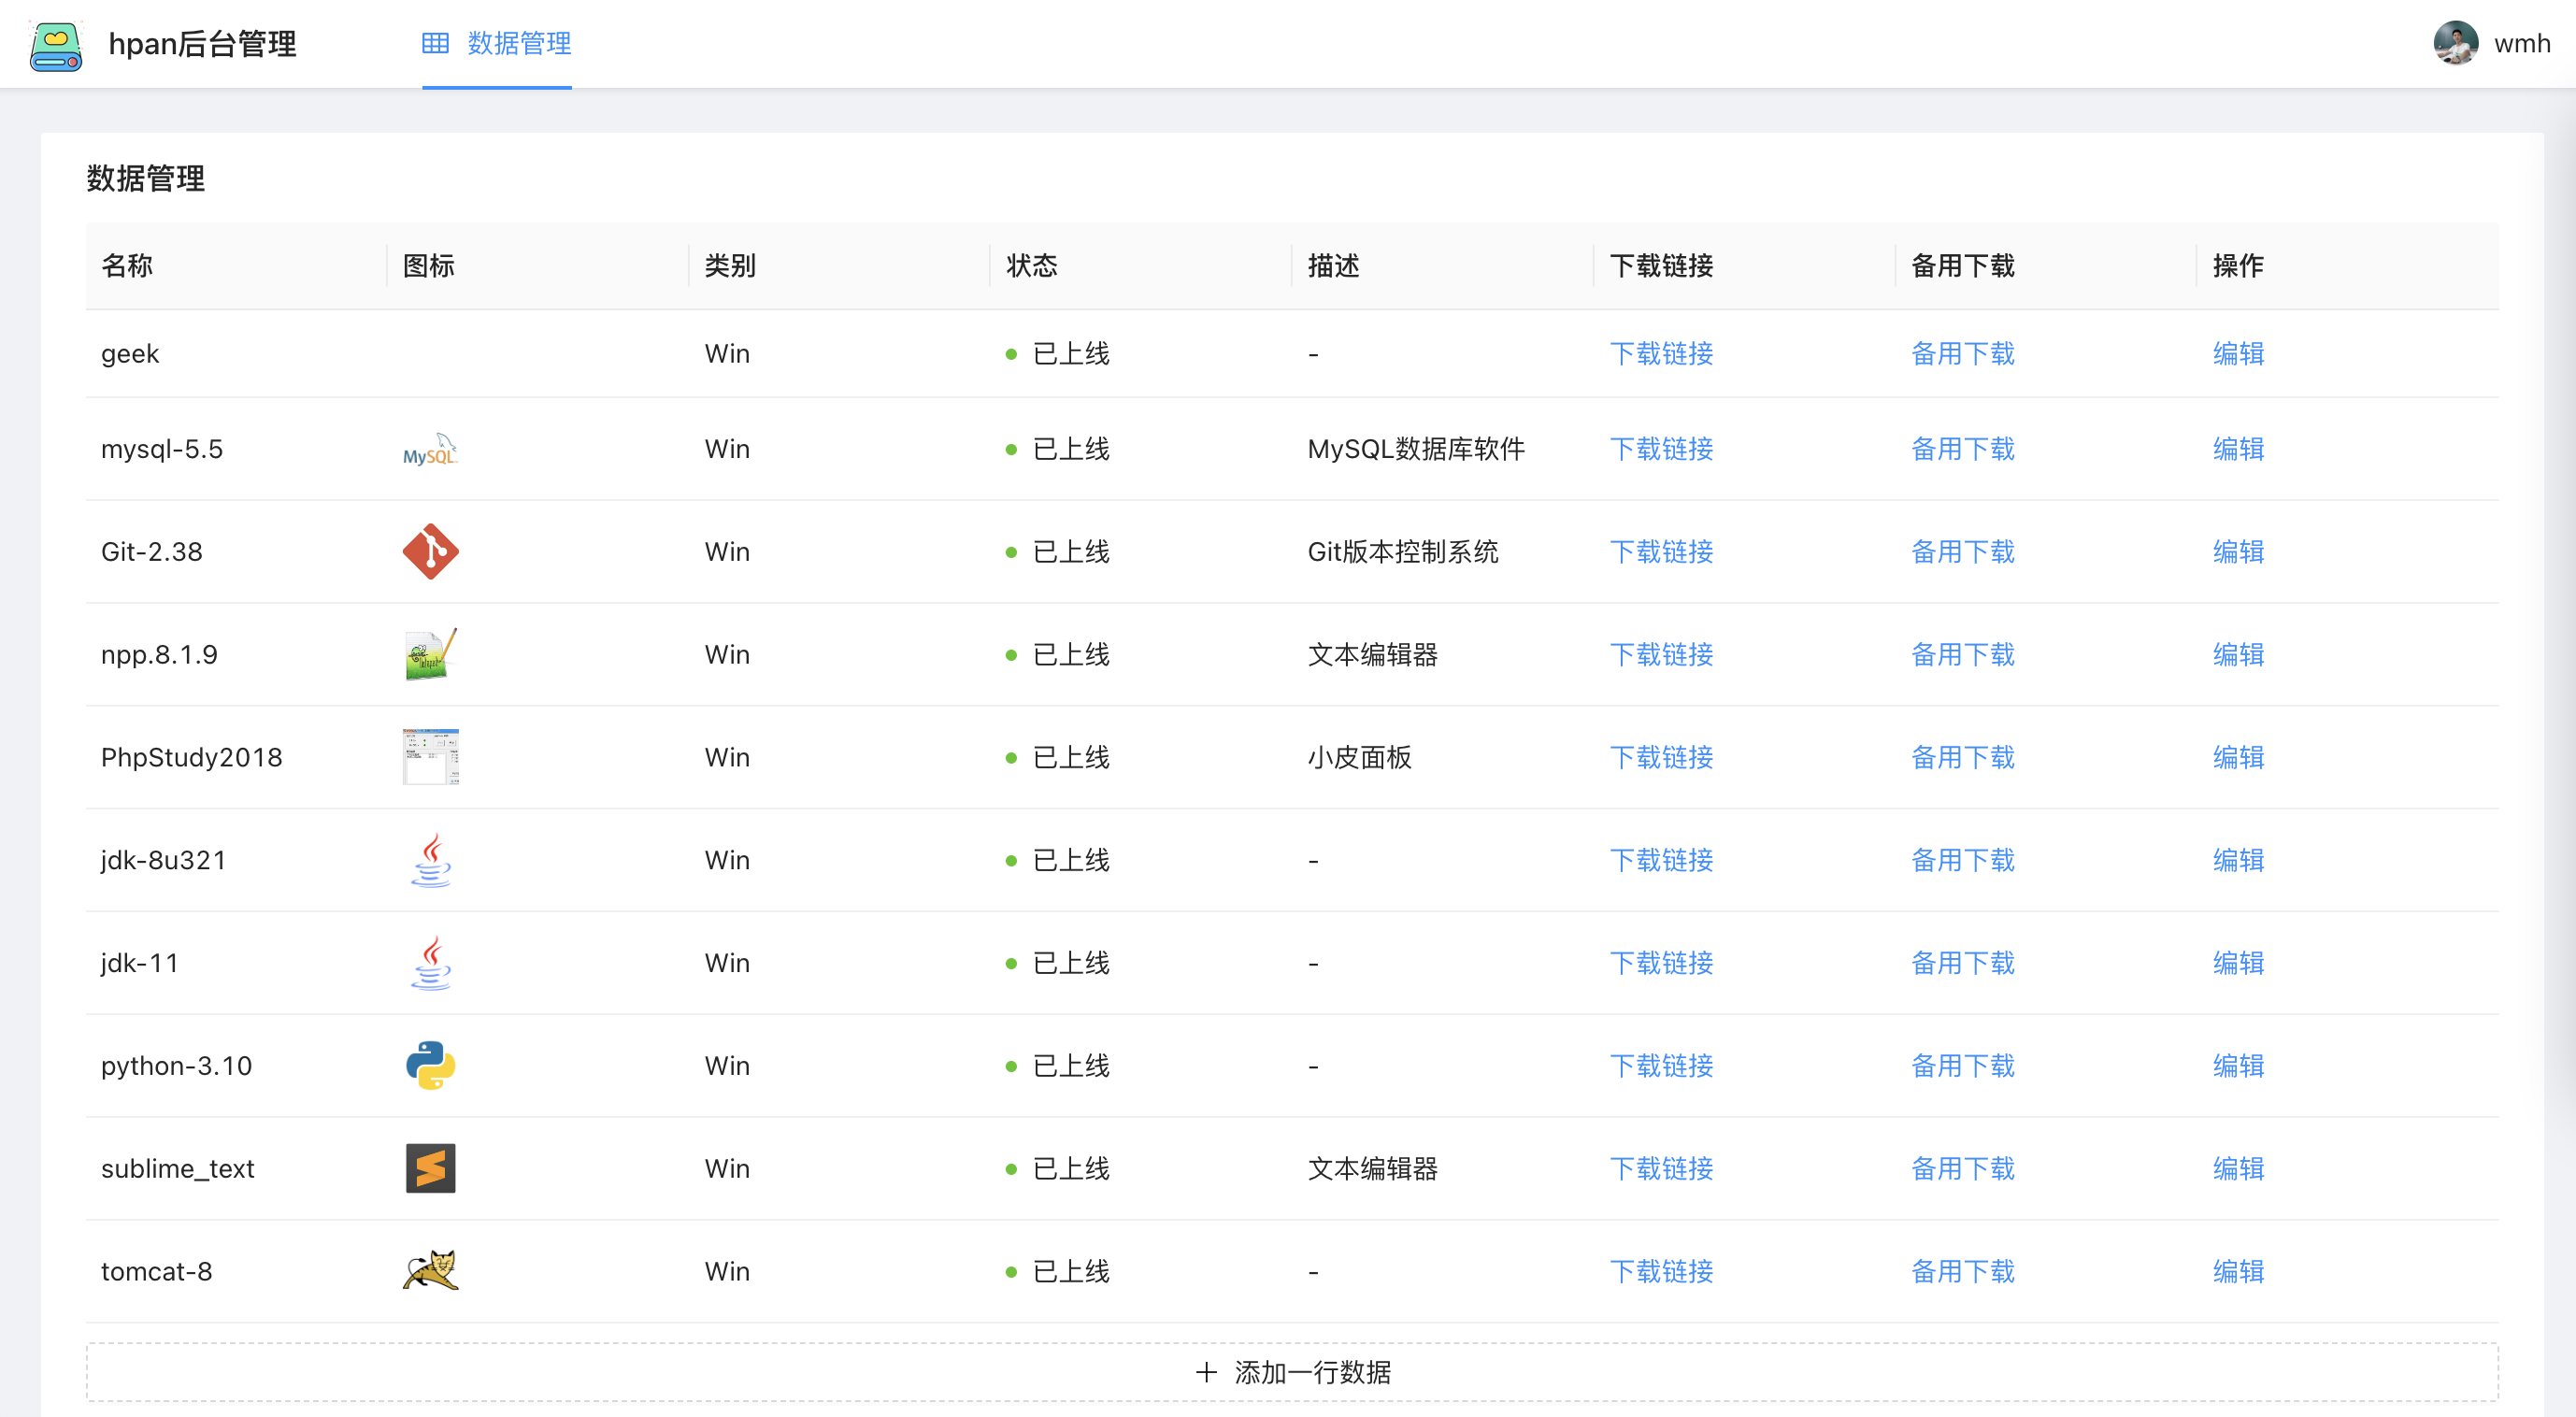 hpan后台管理 数据管理 wmh
数据管理
名称 图标 类别 状态 描述 下载链接 备用下载 操作
geek Win 已上线 - 下载链接 备用下载 编辑
mysql-5.5 MySQL Win 已上线 MySQL数据库软件 下载链接 备用下载 编辑
Git-2.38 Win 已上线 Git版本控制系统 下载链接 备用下载 编辑
npp.8.1.9 Win 已上线 文本编辑器 下载链接 备用下载 编辑
PhpStudy2018 Win 已上线 小皮面板 下载链接 备用下载 编辑
jdk-8u321 Win 已上线 - 下载链接 备用下载 编辑
jdk-11 Win 已上线 - 下载链接 备用下载 编辑
python-3.10 Win 已上线 - 下载链接 备用下载 编辑
sublime_text Win 已上线 文本编辑器 下载链接 备用下载 编辑
tomcat-8 Win 已上线 - 下载链接 备用下载 编辑
+ 添加一行数据